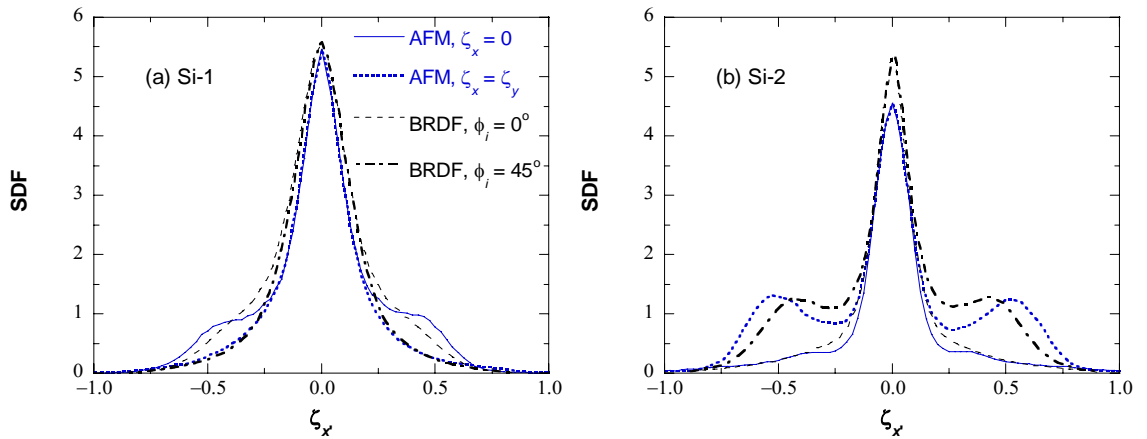 6
5
4
3
2
1
0
SDF
(a) Si-1
AFM, ζx = 0
AFM, ζx = ζy
BRDF, ϕi = 0°
BRDF, ϕi = 45°
−1.0 −0.5 0.0 0.5 1.0
ζx'
6
5
4
3
2
1
0
SDF
(b) Si-2
−1.0 −0.5 0.0 0.5 1.0
ζx'